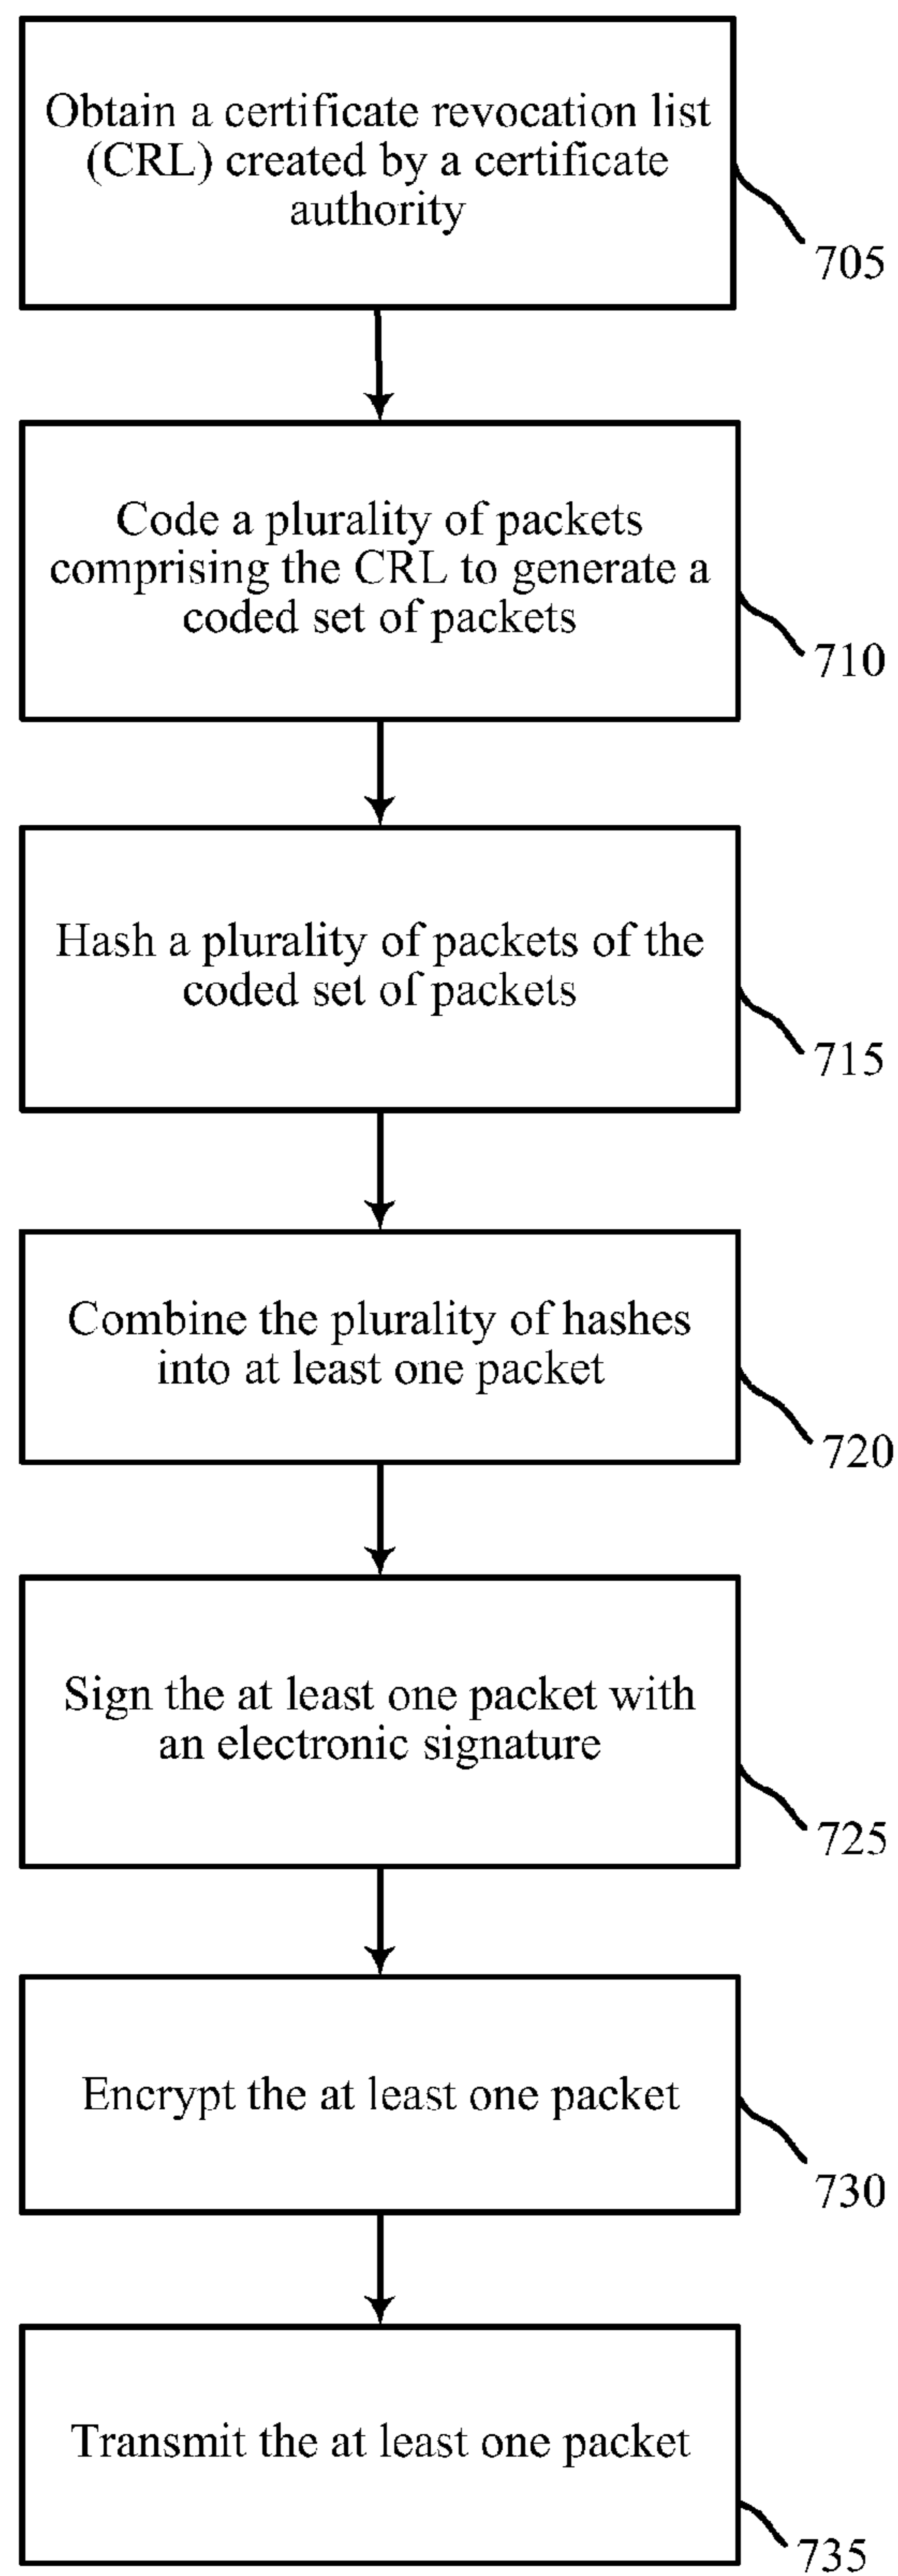 Obtain a certificate revocation list
(CRL) created by a certificate
authority
705
Code a plurality of packets
comprising the CRL to generate a
coded set of packets
710
Hash a plurality of packets of the
coded set of packets
715
Combine the plurality of hashes
into at least one packet
720
Sign the at least one packet with
an electronic signature
725
Encrypt the at least one packet
730
Transmit the at least one packet
735